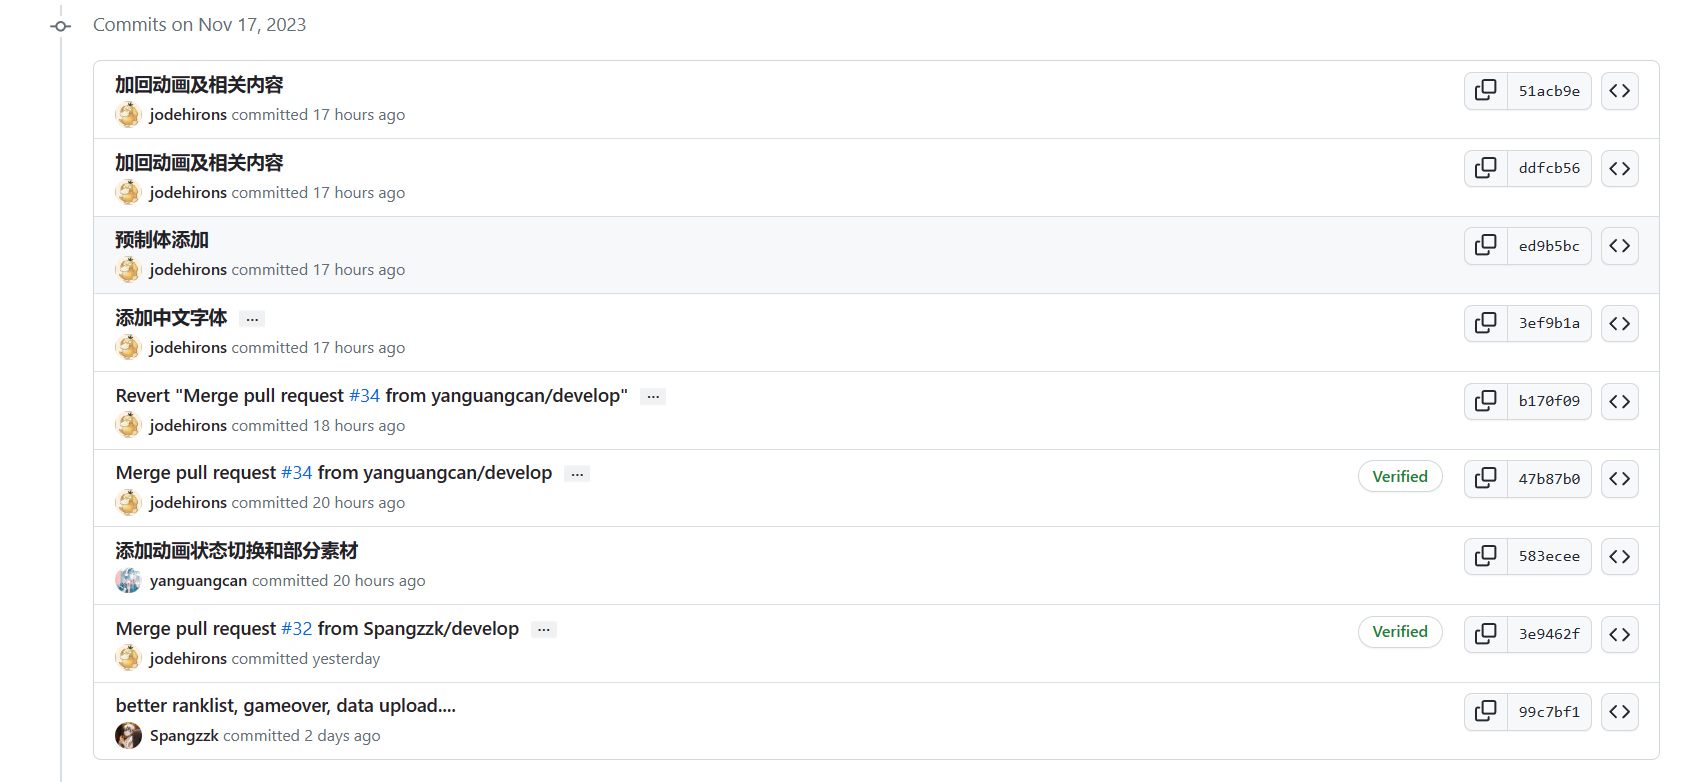 Commits on Nov 17, 2023
加回动画及相关内容
jodehirons committed 17 hours ago
51acb9e
加回动画及相关内容
jodehirons committed 17 hours ago
ddfcb56
预制体添加
jodehirons committed 17 hours ago
ed9b5bc
添加中文字体 ...
jodehirons committed 17 hours ago
3ef9b1a
Revert "Merge pull request #34 from yanguangcan/develop" ...
jodehirons committed 18 hours ago
b170f09
Merge pull request #34 from yanguangcan/develop ...
jodehirons committed 20 hours ago
Verified
47b87b0
添加动画状态切换和部分素材
yanguangcan committed 20 hours ago
583ecee
Merge pull request #32 from Spangzzk/develop ...
jodehirons committed yesterday
Verified
3e9462f
better ranklist, gameover, data upload....
Spangzzk committed 2 days ago
99c7bf1